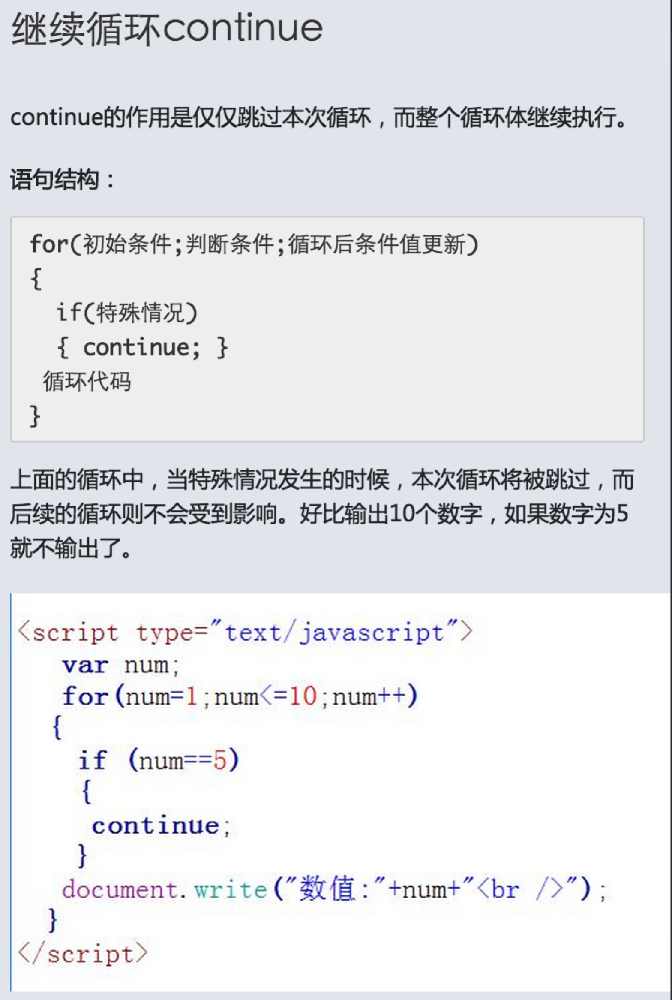 继续循环continue
continue的作用是仅仅跳过本次循环，而整个循环体继续执行。
语句结构：
for(初始条件;判断条件;循环后条件值更新)
{
  if(特殊情况)
  { continue; }
 循环代码
}
上面的循环中，当特殊情况发生的时候，本次循环将被跳过，而
后续的循环则不会受到影响。好比输出10个数字，如果数字为5
就不输出了。
<script type="text/javascript">
   var num;
   for(num=1;num<=10;num++)
  {
    if (num==5)
    {
     continue;
    }
   document.write("数值:"+num+"<br />");
  }
</script>